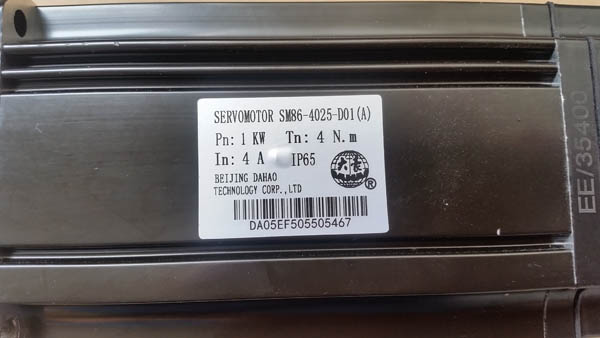 SERVOMOTOR SM86-4025-D01(A)
Pn: 1 KW Tn: 4 N.m
In: 4 A IP65
BEIJING DAHAO
TECHNOLOGY CORP.,LTD
®
DA05EF505505467
EE/35400